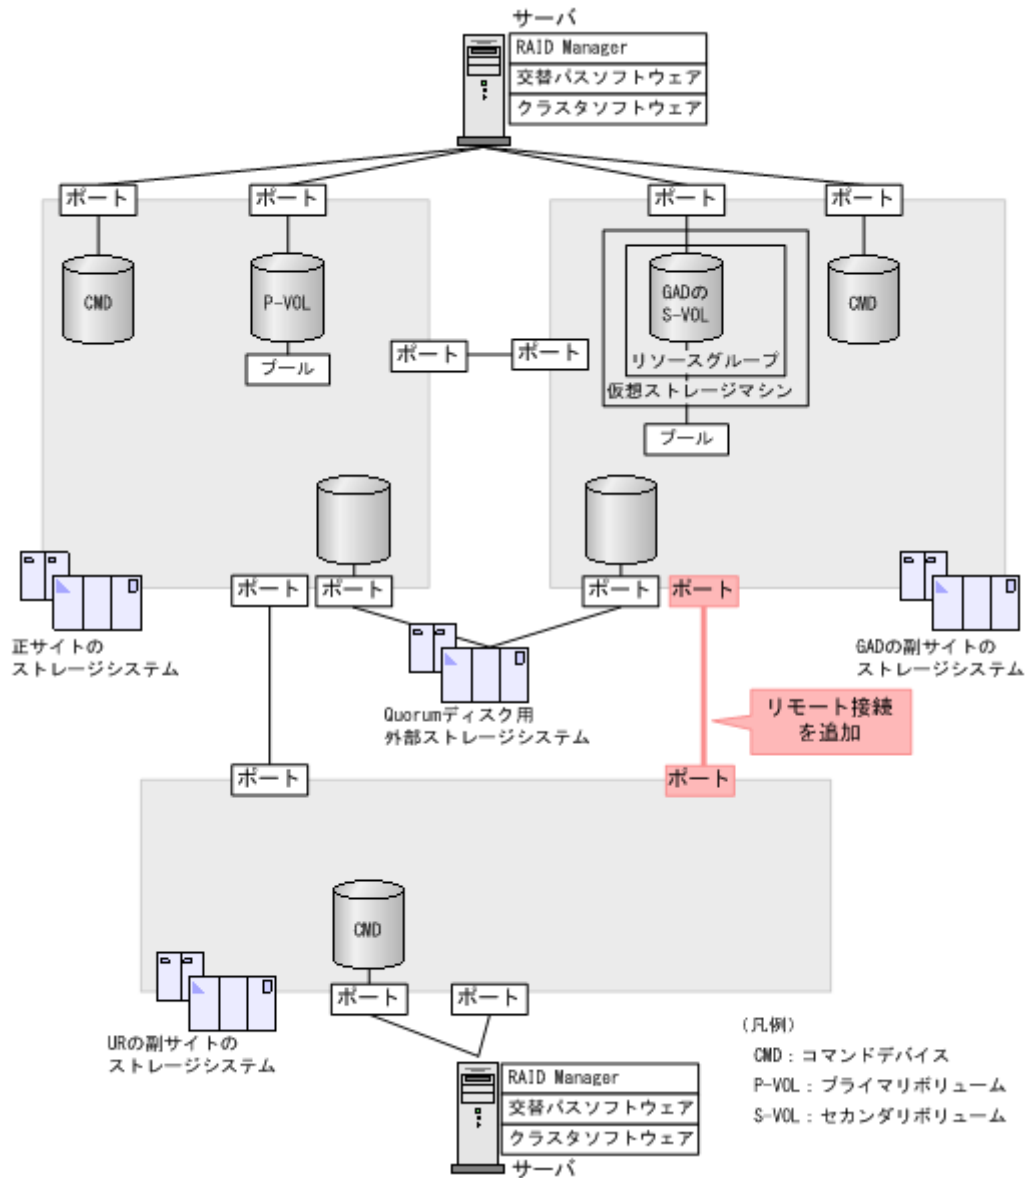 サーバ
RAID Manager
交替パスソフトウェア
クラスタソフトウェア
ポート
ポート
ポート
ポート
CMD
P-VOL
GADの
S-VOL
CMD
ポート
ポート
プール
リソースグループ
仮想ストレージマシン
プール
ポート
ポート
ポート
ポート
正サイトの
ストレージシステム
GADの副サイトの
ストレージシステム
Quorumディスク用
外部ストレージシステム
リモート接続
を追加
ポート
ポート
CMD
ポート
ポート
URの副サイトの
ストレージシステム
(凡例)
CMD：コマンドデバイス
P-VOL：プライマリボリューム
S-VOL：セカンダリボリューム
RAID Manager
交替パスソフトウェア
クラスタソフトウェア
サーバ